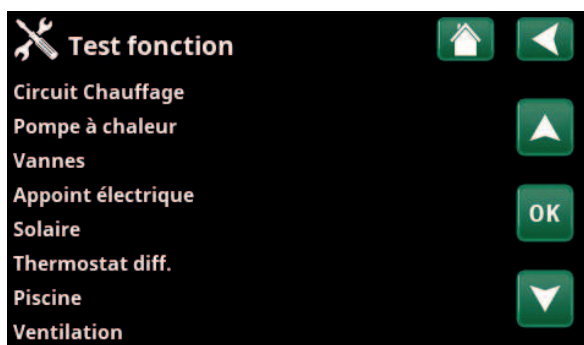 Test fonction
Circuit Chauffage
Pompe à chaleur
Vannes
Appoint électrique
OK
Solaire
Thermostat diff.
Piscine
Ventilation